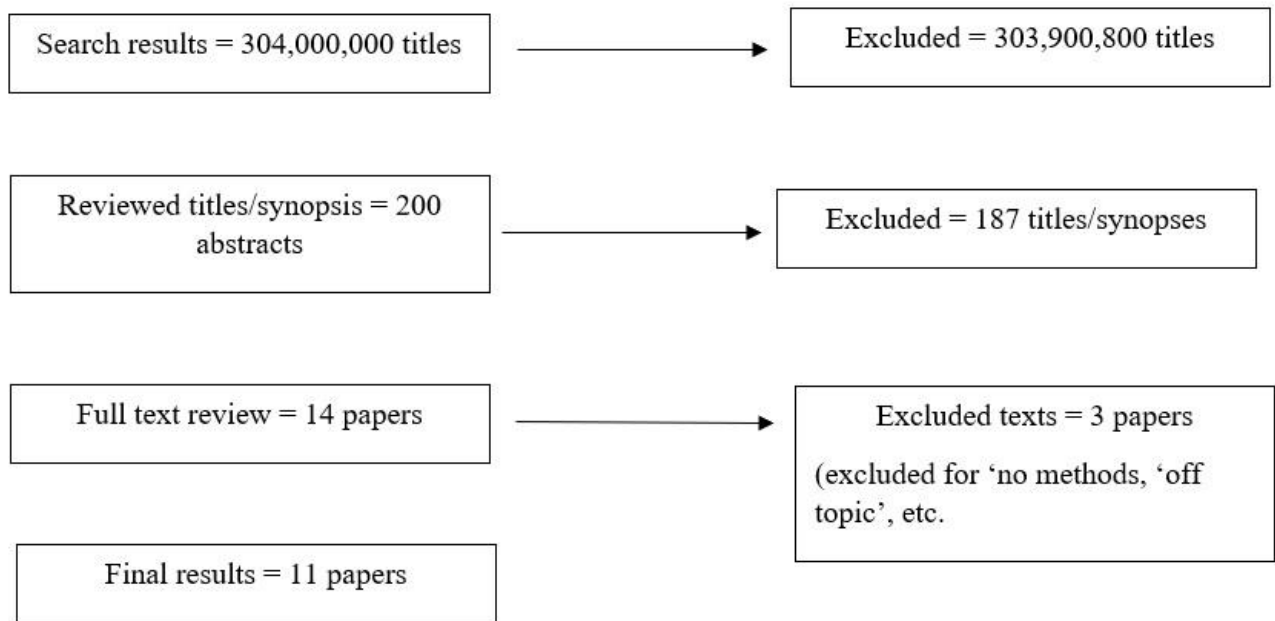 Search results = 304,000,000 titles
Excluded = 303,900,800 titles
Reviewed titles/synopsis = 200
abstracts
Excluded = 187 titles/synopses
Full text review = 14 papers
Excluded texts = 3 papers
(excluded for ‘no methods, ‘off
topic’, etc.
Final results = 11 papers